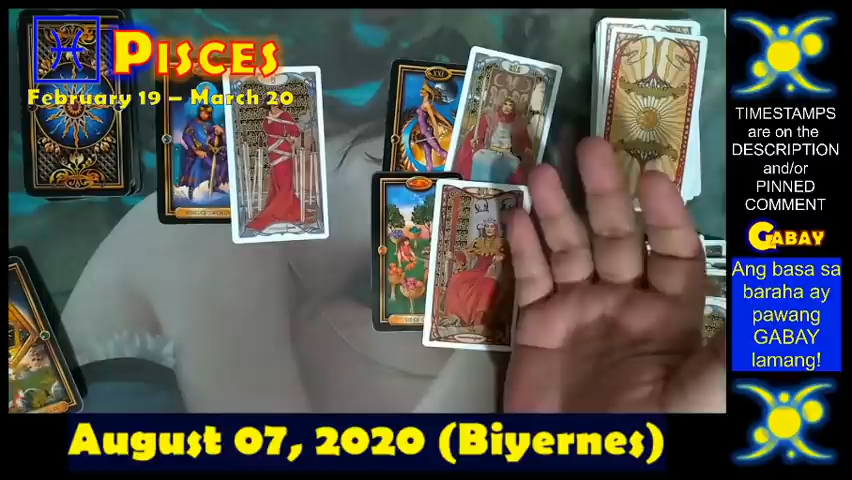 PISCES
February 19 – March 20
XXI
TIMESTAMPS
are on the
DESCRIPTION
and/or
PINNED
COMMENT
GABAY
Ang basa sa
baraha ay
pawang
GABAY
lamang!
August 07, 2020 (Biyernes)